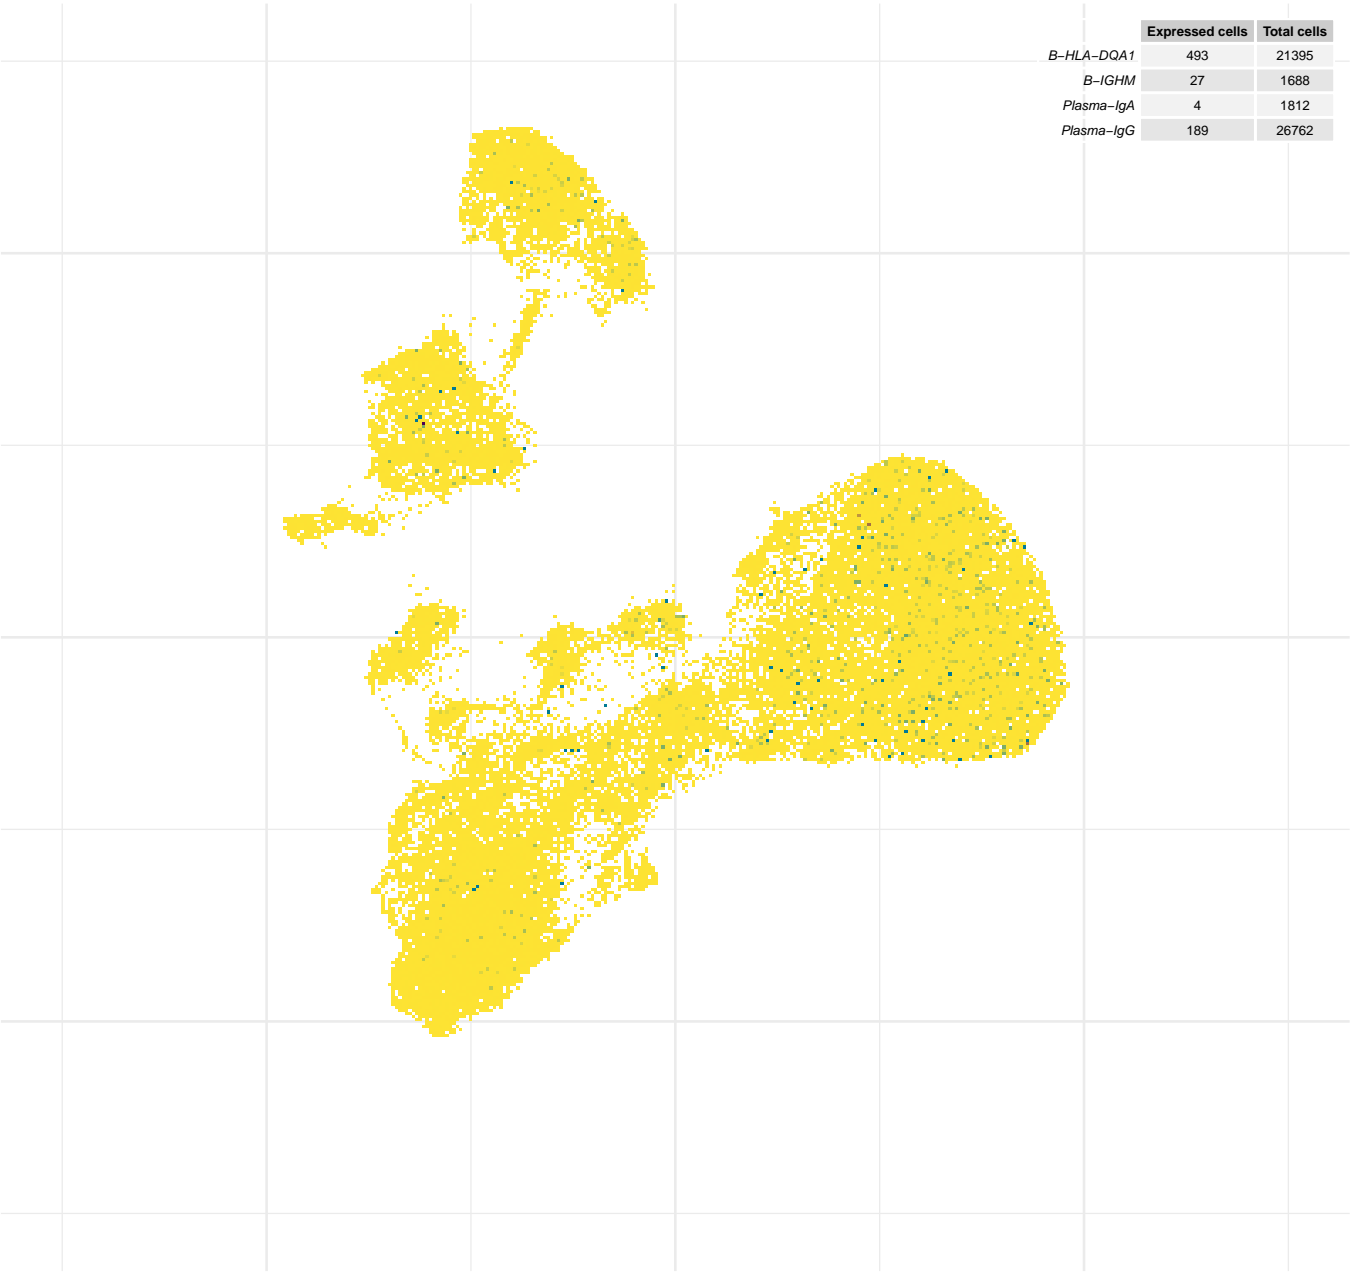 Expressed cells Total cells
B−HLA−DQA1 493 21395
B−IGHM 27 1688
Plasma−IgA 4 1812
Plasma−IgG 189 26762